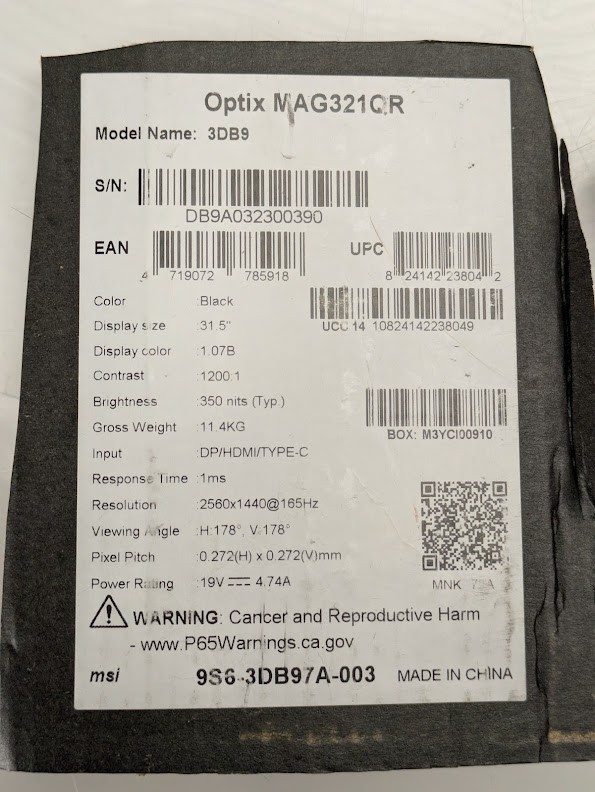 Optix MAG321QR
Model Name: 3DB9
S/N:
DB9A032300390
EAN
4 719072 785918
UPC
8 24142 23804 2
UCC 14 10824142238049
Color :Black
Display size :31.5"
Display color :1.07B
Contrast :1200:1
Brightness :350 nits (Typ.)
Gross Weight :11.4KG
BOX: M3YCI00910
Input :DP/HDMI/TYPE-C
Response Time :1ms
Resolution :2560x1440@165Hz
Viewing Angle :H:178°, V:178°
Pixel Pitch :0.272(H) x 0.272(V)mm
Power Rating :19V⎓ 4.74A
MNK
WARNING: Cancer and Reproductive Harm
- www.P65Warnings.ca.gov
msi 9S6-3DB97A-003 MADE IN CHINA